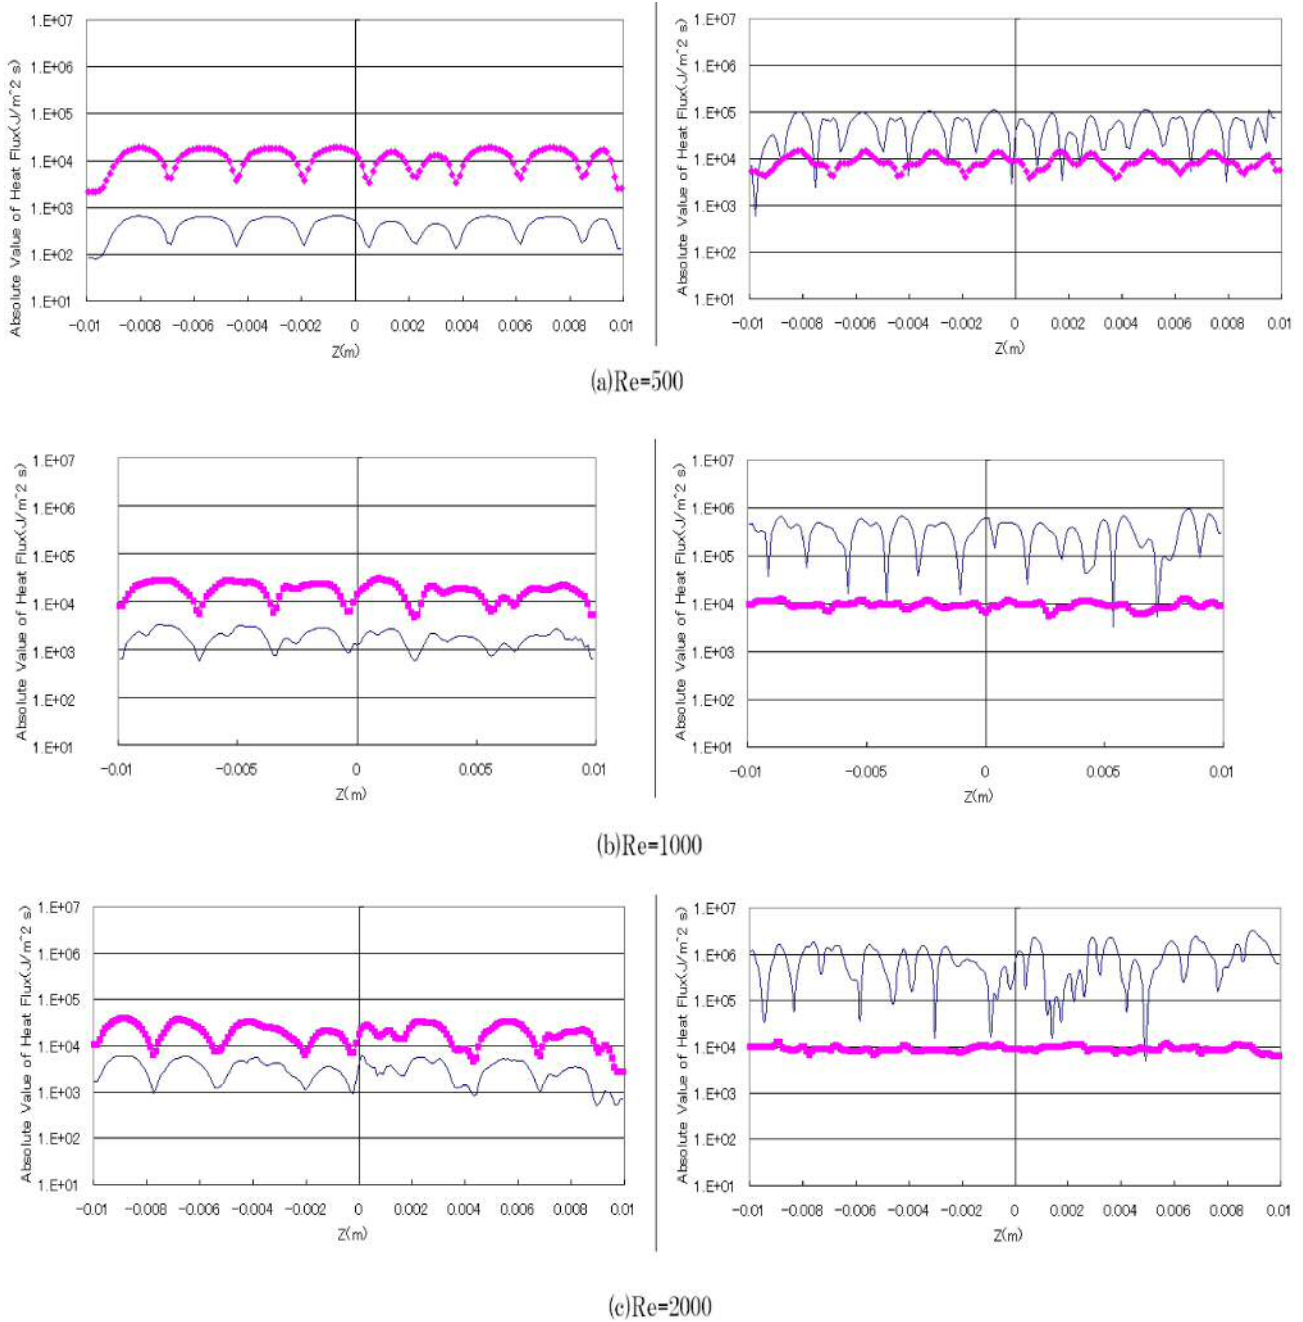 Absolute Value of Heat Flux(J/m^2 s)
1.E+07
1.E+06
1.E+05
1.E+04
1.E+03
1.E+02
1.E+01
-0.01 -0.008 -0.006 -0.004 -0.002 0 0.002 0.004 0.006 0.008 0.01
Z(m)
Absolute Value of Heat Flux(J/m^2 s)
1.E+07
1.E+06
1.E+05
1.E+04
1.E+03
1.E+02
1.E+01
-0.01 -0.008 -0.006 -0.004 -0.002 0 0.002 0.004 0.006 0.008 0.01
Z(m)
(a)Re=500
Absolute Value of Heat Flux(J/m^2 s)
1.E+07
1.E+06
1.E+05
1.E+04
1.E+03
1.E+02
1.E+01
-0.01 -0.005 0 0.005 0.01
Z(m)
Absolute Value of Heat Flux(J/m^2 s)
1.E+07
1.E+06
1.E+05
1.E+04
1.E+03
1.E+02
1.E+01
-0.01 -0.005 0 0.005 0.01
Z(m)
(b)Re=1000
Absolute Value of Heat Flux(J/m^2 s)
1.E+07
1.E+06
1.E+05
1.E+04
1.E+03
1.E+02
1.E+01
-0.01 -0.008 -0.006 -0.004 -0.002 0 0.002 0.004 0.006 0.008 0.01
Z(m)
Absolute Value of Heat Flux(J/m^2 s)
1.E+07
1.E+06
1.E+05
1.E+04
1.E+03
1.E+02
1.E+01
-0.01 -0.008 -0.006 -0.004 -0.002 0 0.002 0.004 0.006 0.008 0.01
Z(m)
(c)Re=2000